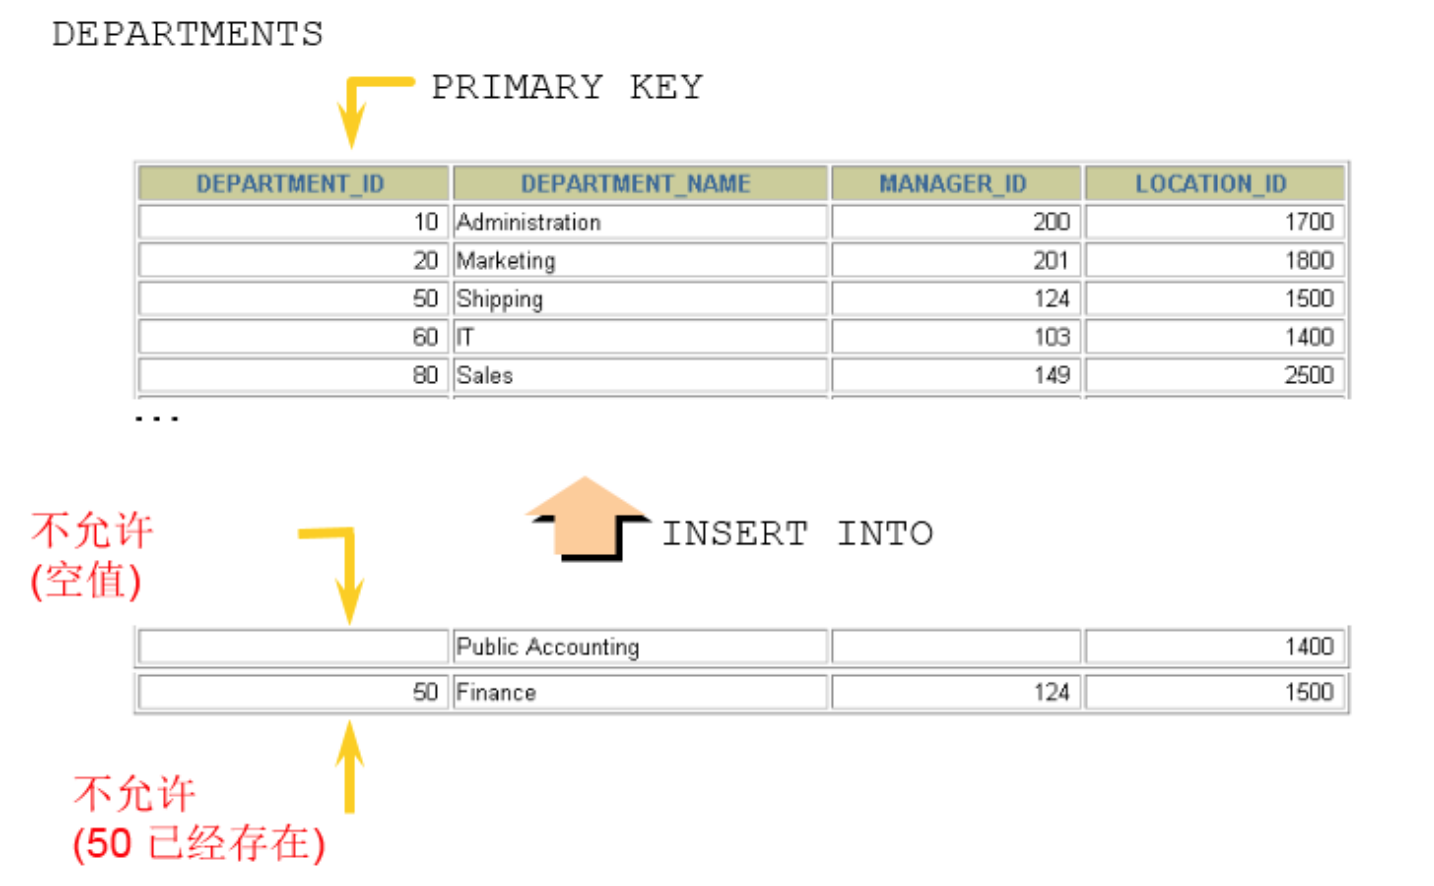 DEPARTMENTS
PRIMARY KEY
DEPARTMENT_ID DEPARTMENT_NAME MANAGER_ID LOCATION_ID
10 Administration 200 1700
20 Marketing 201 1800
50 Shipping 124 1500
60 IT 103 1400
80 Sales 149 2500
...
不允许
(空值)
INSERT INTO
Public Accounting 1400
50 Finance 124 1500
不允许
(50 已经存在)